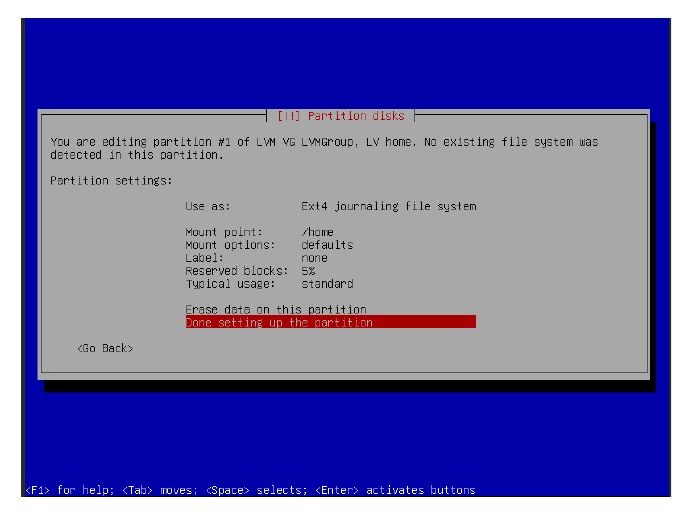 [!!] Partition disks
You are editing partition #1 of LVM VG LVMGroup, LV home. No existing file system was
detected in this partition.
Partition settings:
Use as: Ext4 journaling file system
Mount point: /home
Mount options: defaults
Label: none
Reserved blocks: 5%
Typical usage: standard
Erase data on this partition
Done setting up the partition
<Go Back>
<F1> for help; <Tab> moves; <Space> selects; <Enter> activates buttons